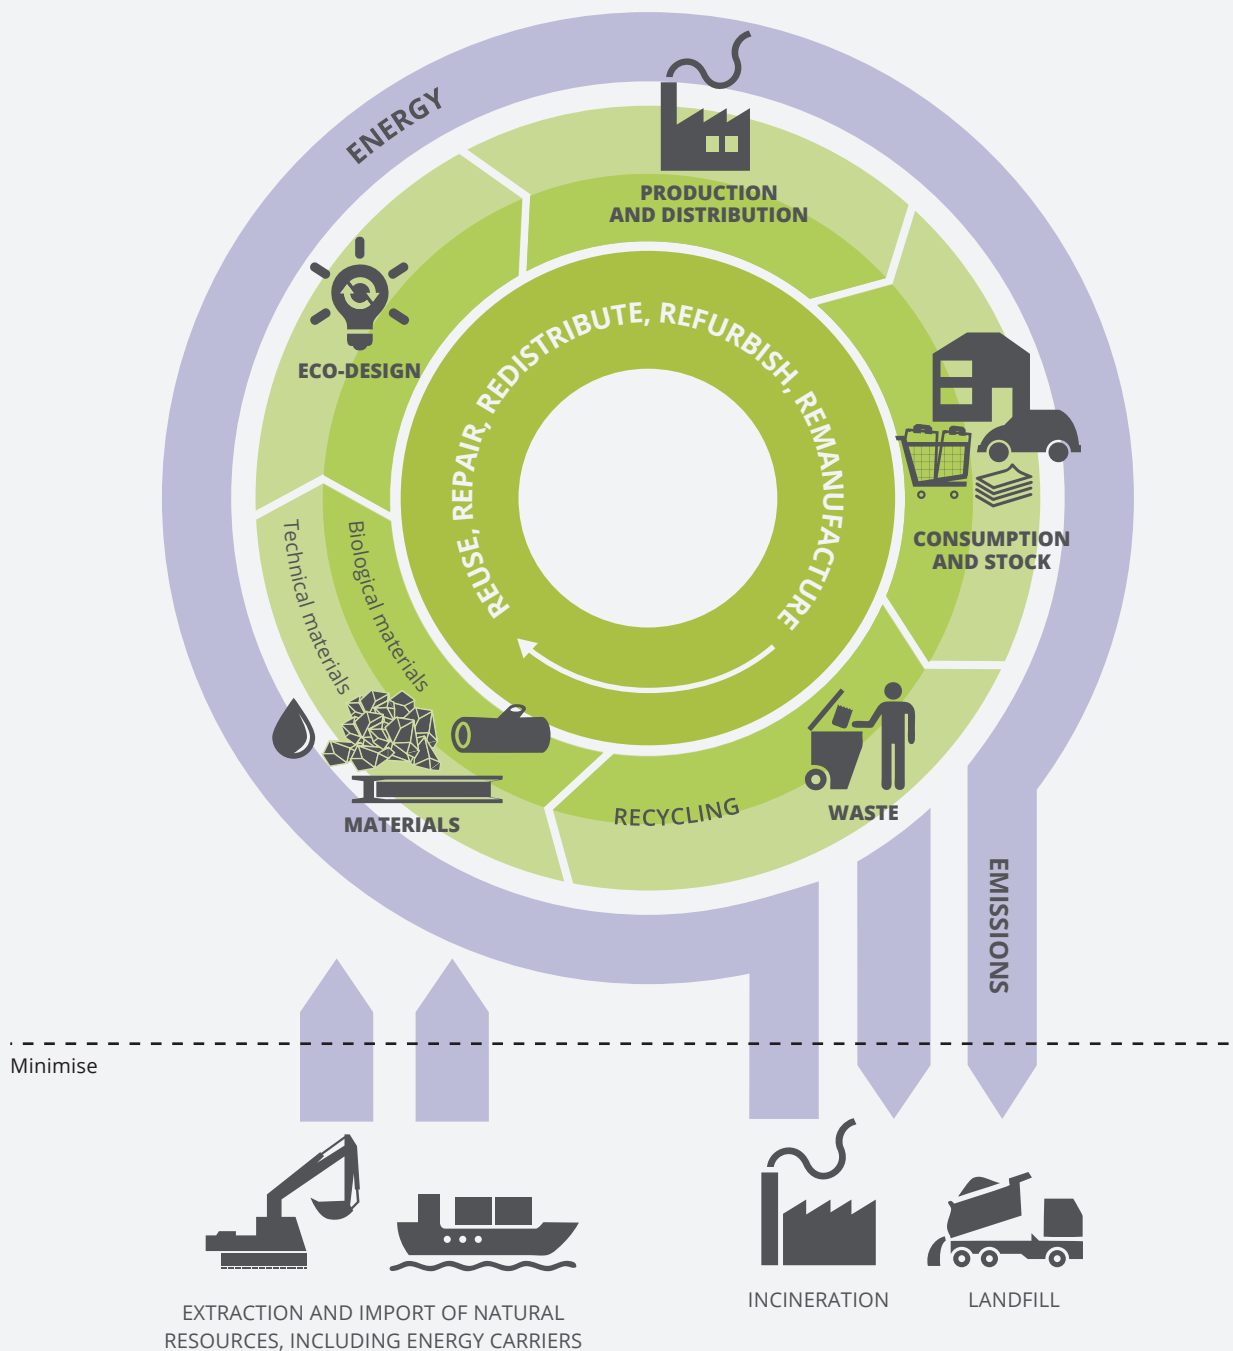 ENERGY
PRODUCTION
AND DISTRIBUTION
ECO-DESIGN
REUSE, REPAIR, REDISTRIBUTE, REFURBISH, REMANUFACTURE
CONSUMPTION
AND STOCK
Technical materials
Biological materials
MATERIALS
RECYCLING
WASTE
EMISSIONS
Minimise
EXTRACTION AND IMPORT OF NATURAL
RESOURCES, INCLUDING ENERGY CARRIERS
INCINERATION
LANDFILL